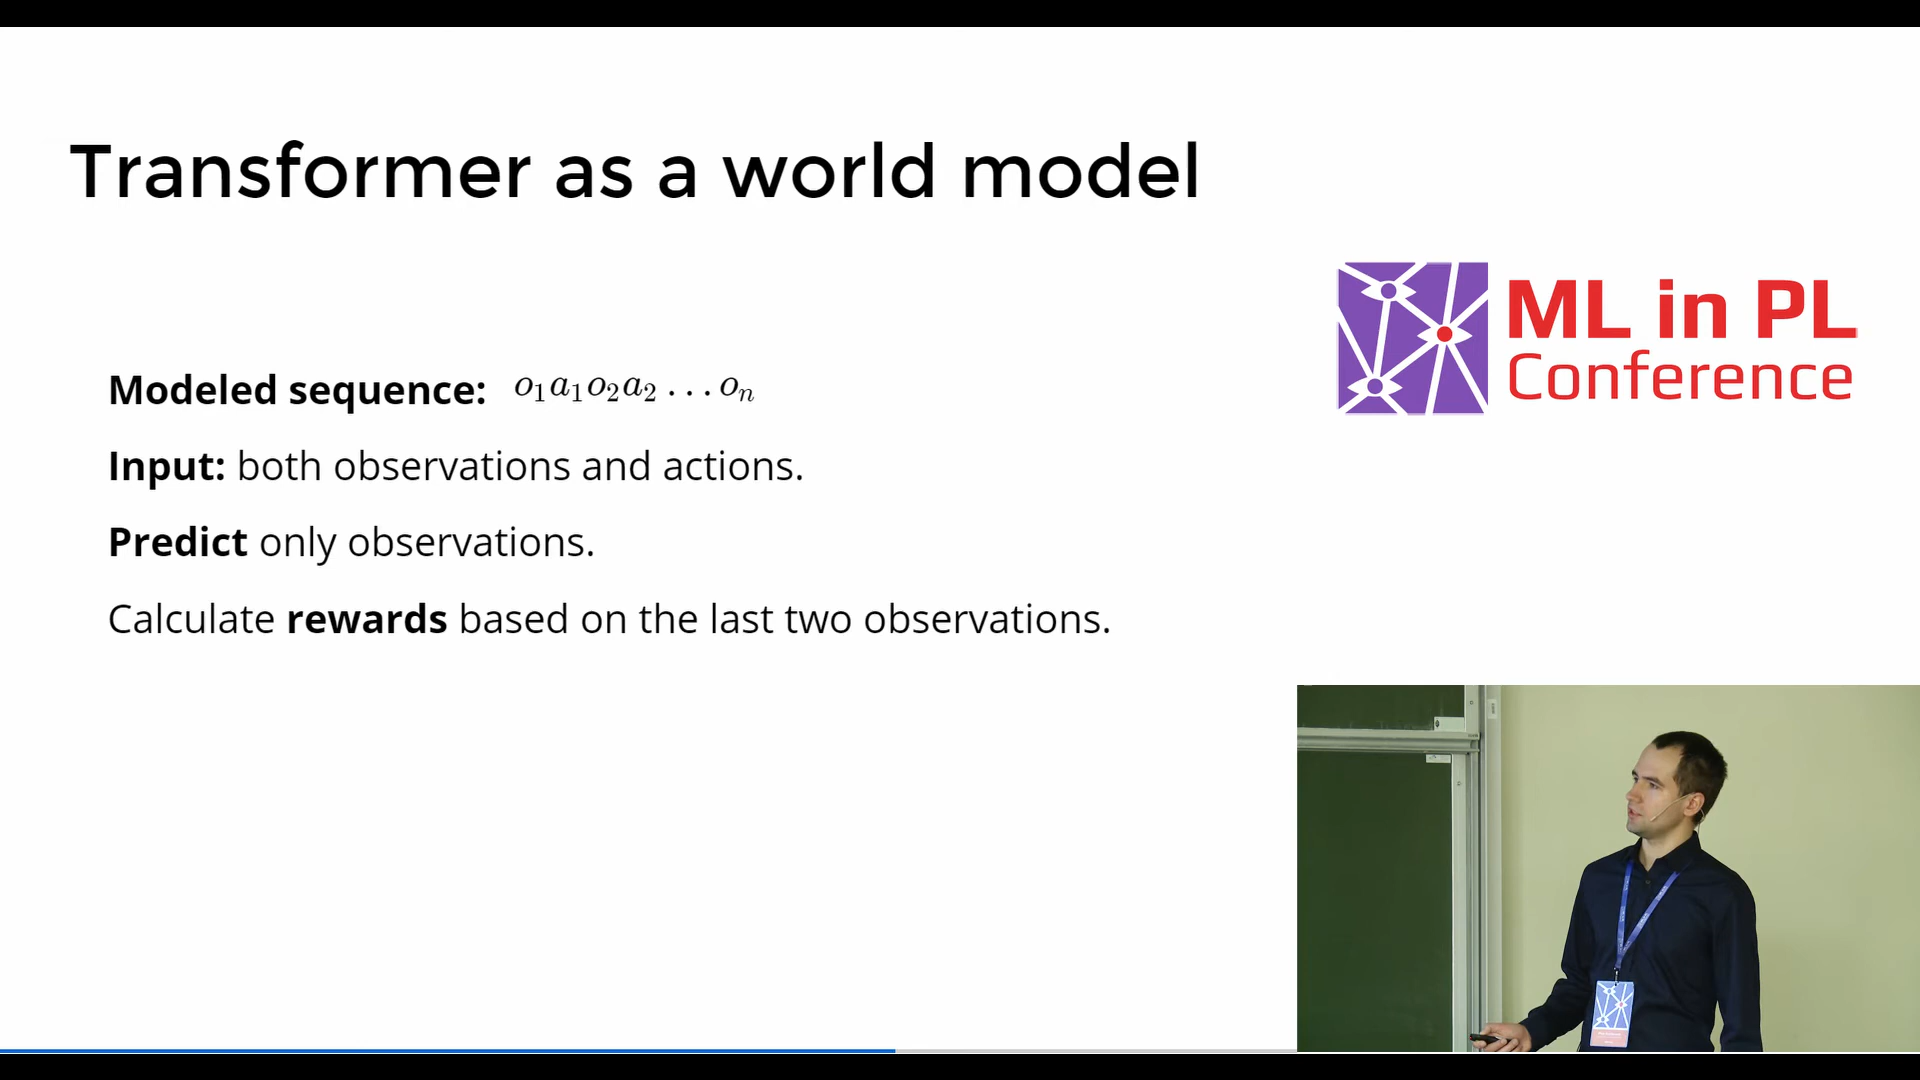 Transformer as a world model
ML in PL
Conference
Modeled sequence: o₁a₁o₂a₂ . . . oₙ
Input: both observations and actions.
Predict only observations.
Calculate rewards based on the last two observations.